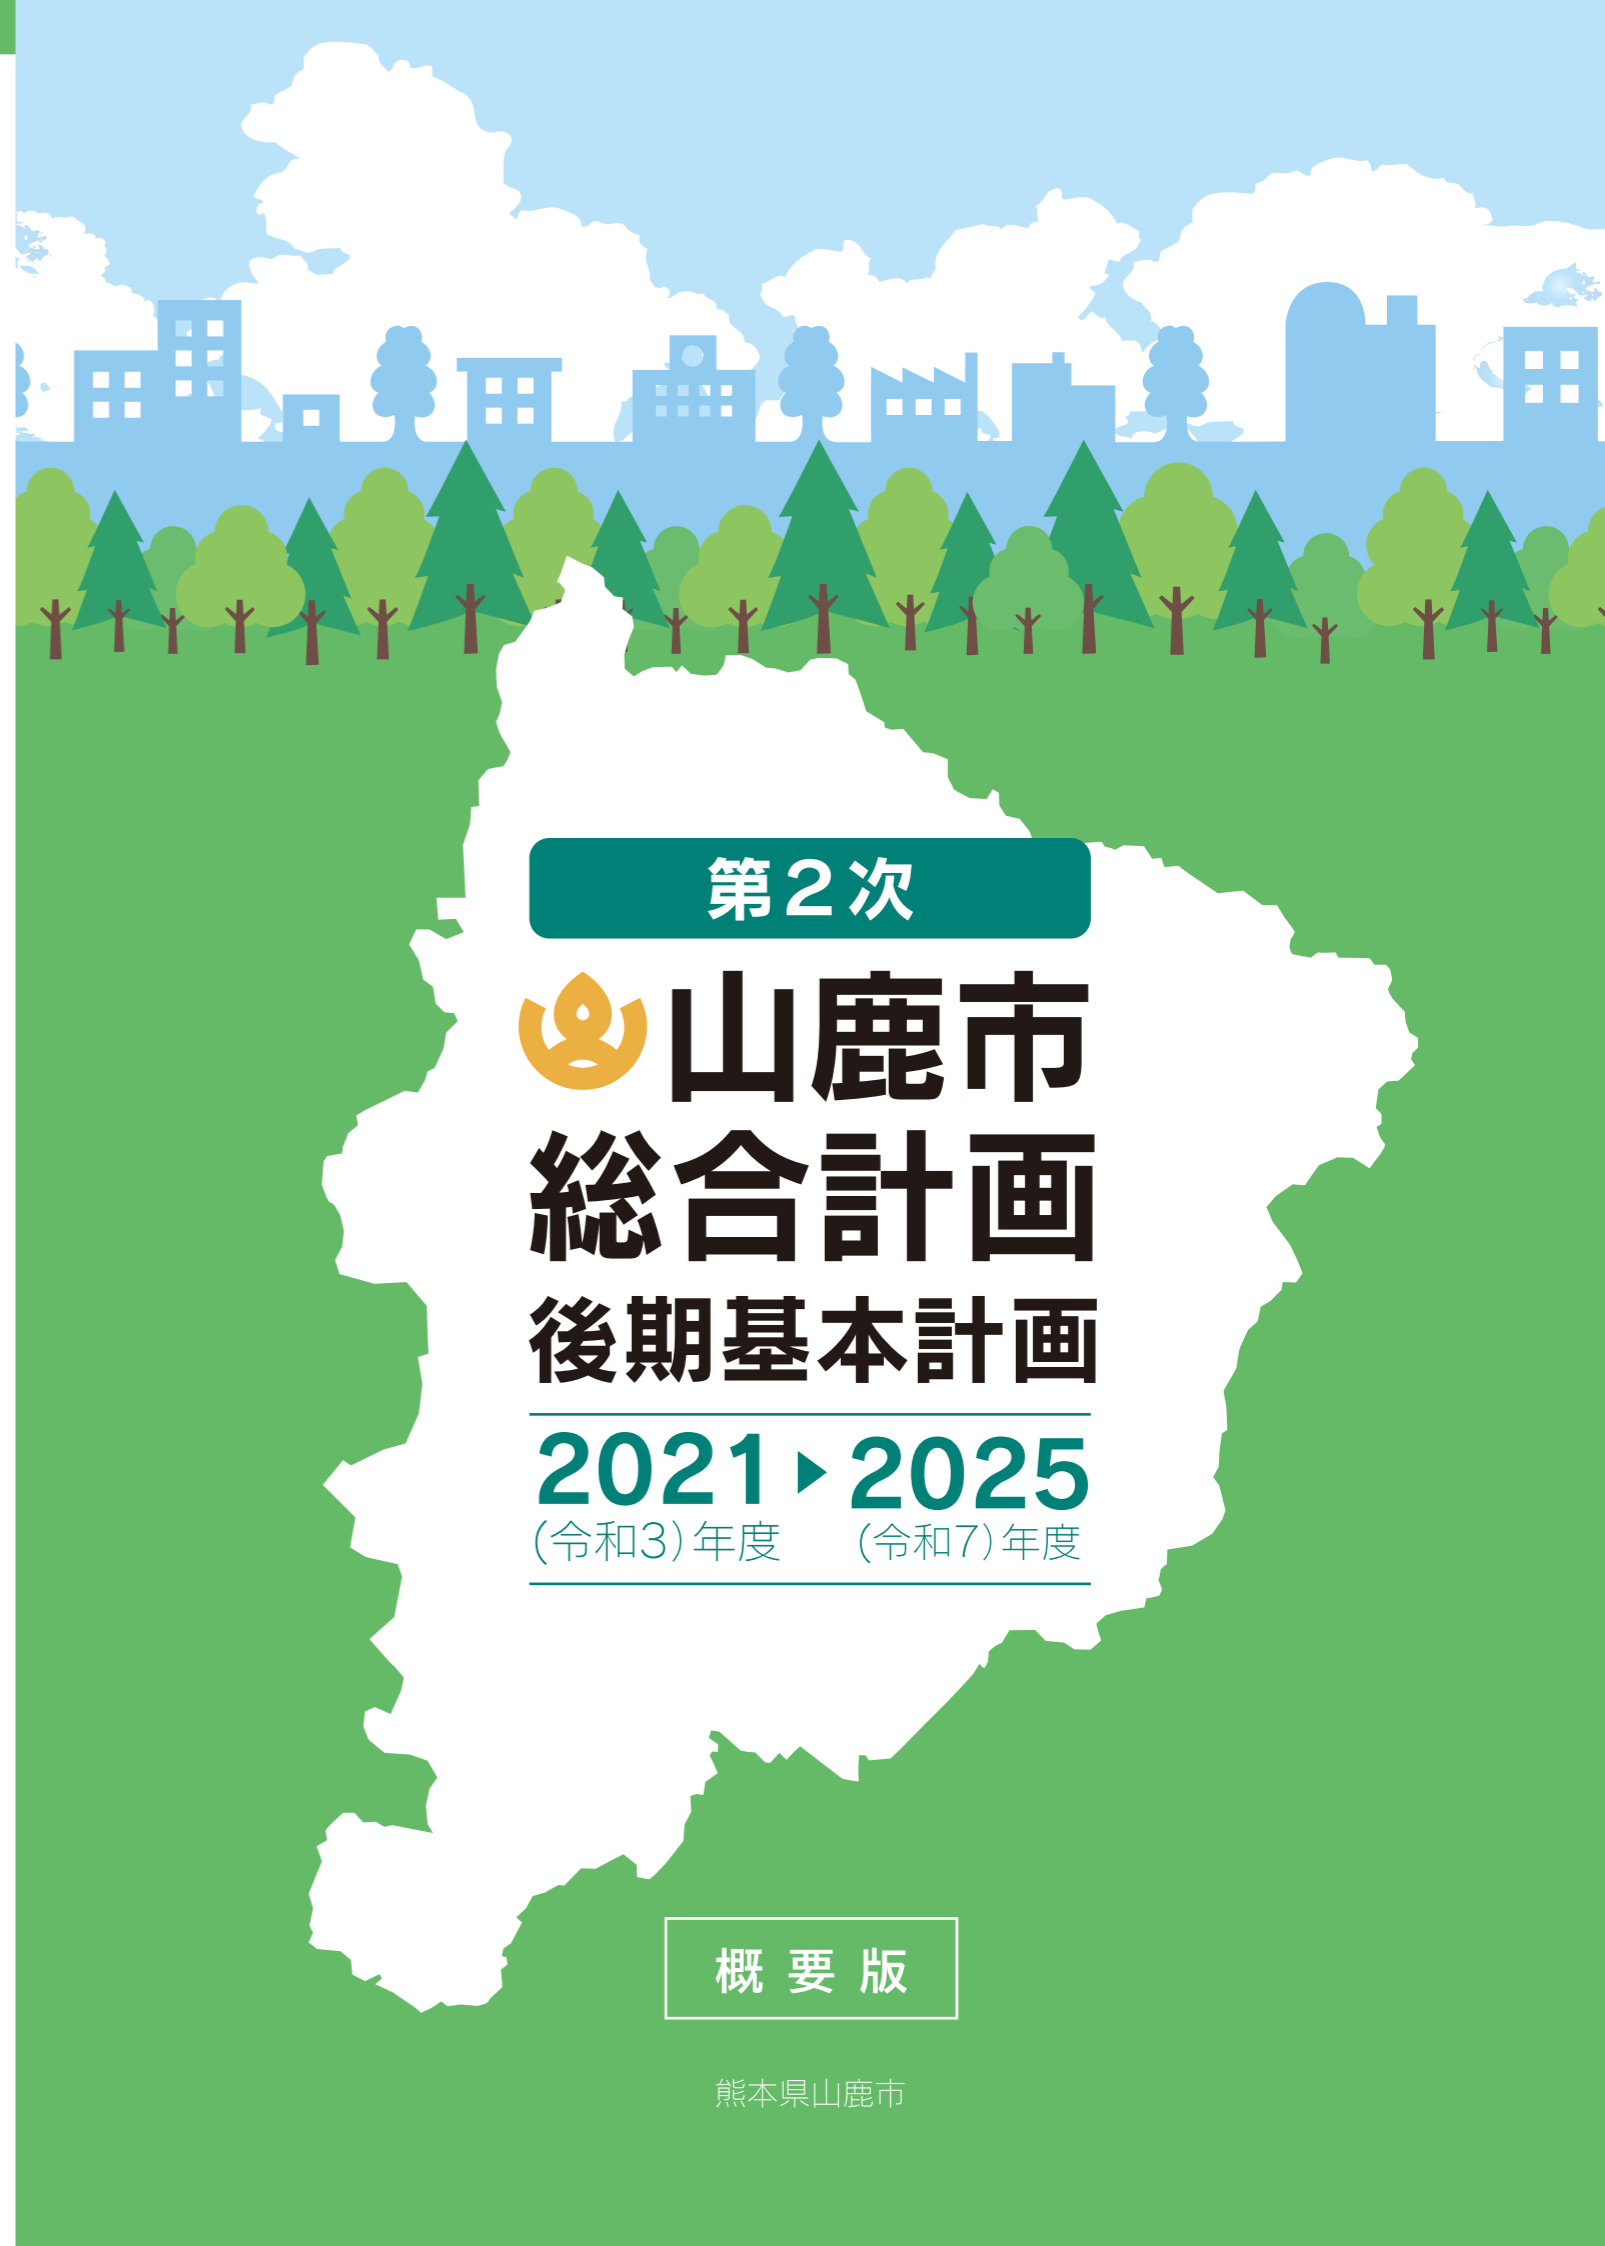 第2次
山鹿市
総合計画
後期基本計画
2021▶2025
(令和3)年度 (令和7)年度
概要版
熊本県山鹿市